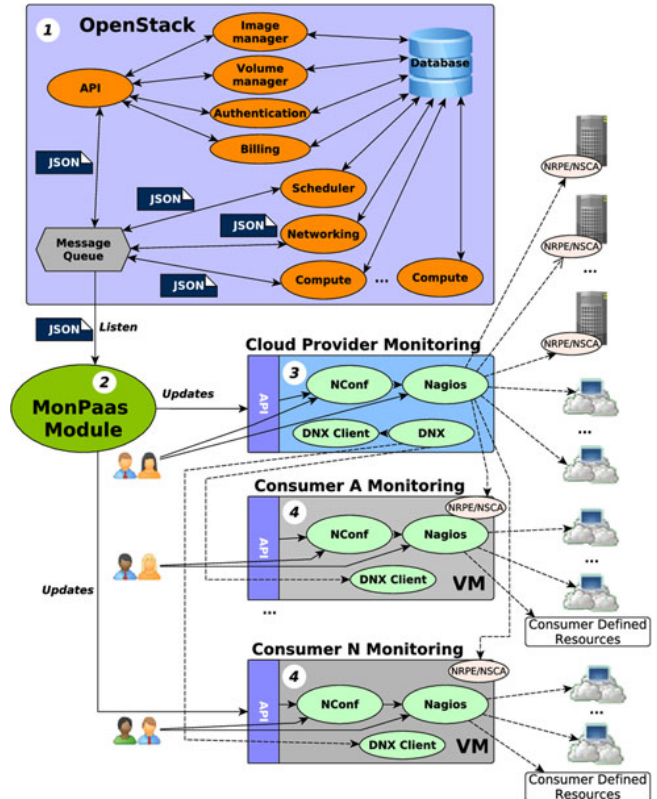 1
OpenStack
Image
manager
Volume
manager
Database
API
Authentication
Billing
JSON
JSON
Scheduler
JSON
Networking
Message
Queue
JSON
Compute
...
Compute
NRPE/NSCA
NRPE/NSCA
...
NRPE/NSCA
JSON
Listen
2
MonPaas
Module
Updates
Cloud Provider Monitoring
API
3
NConf
Nagios
DNX Client
DNX
...
Consumer A Monitoring
NRPE/NSCA
API
4
NConf
Nagios
DNX Client
VM
...
...
Consumer Defined
Resources
Updates
Consumer N Monitoring
NRPE/NSCA
API
4
NConf
Nagios
DNX Client
VM
...
Consumer Defined
Resources